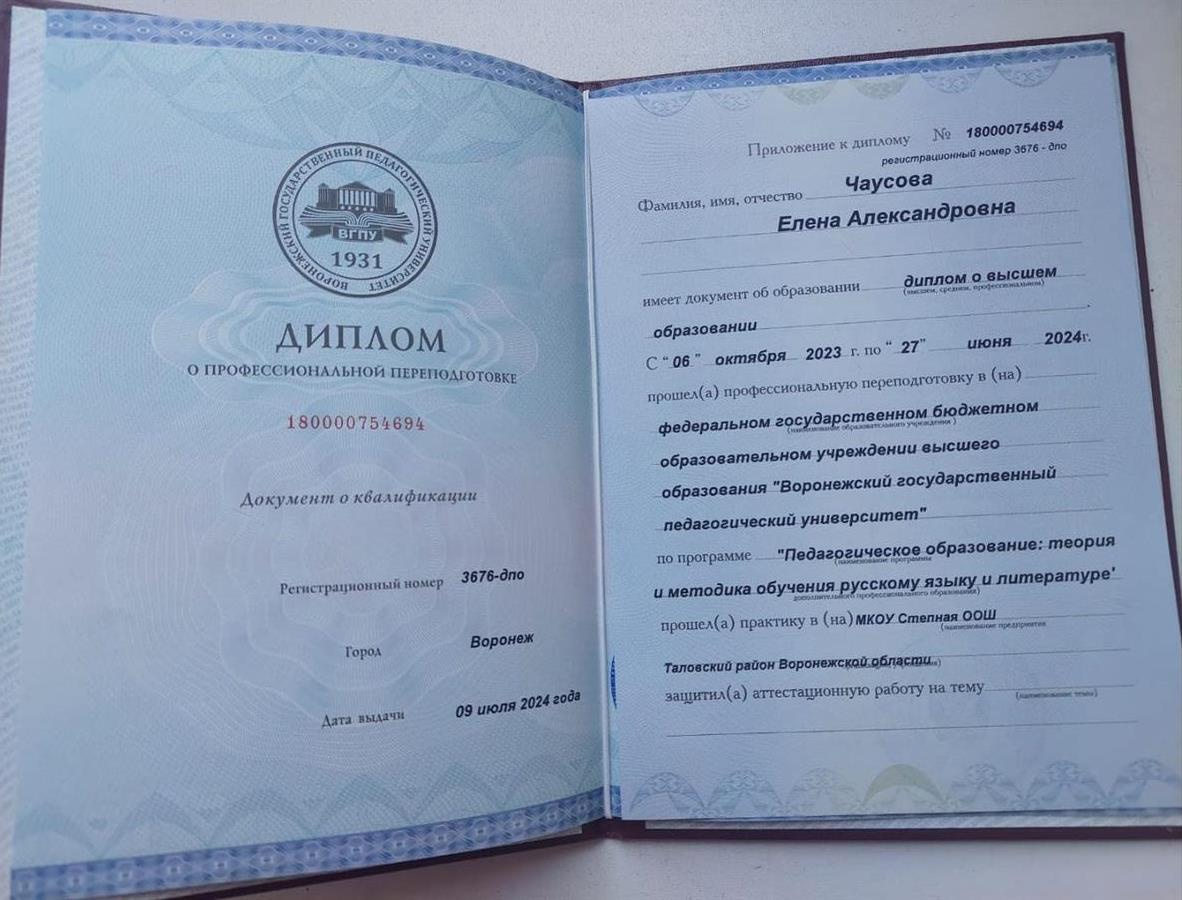 ВОРОНЕЖСКИЙ ГОСУДАРСТВЕННЫЙ ПЕДАГОГИЧЕСКИЙ УНИВЕРСИТЕТ
ВГПУ
1931
ДИПЛОМ
О ПРОФЕССИОНАЛЬНОЙ ПЕРЕПОДГОТОВКЕ
180000754694
Документ о квалификации
Регистрационный номер 3676-дпо
Город Воронеж
Дата выдачи 09 июля 2024 года
Приложение к диплому № 180000754694
регистрационный номер 3676 - дпо
Фамилия, имя, отчество Чаусова
Елена Александровна
имеет документ об образовании диплом о высшем
(высшем, среднем, профессиональном)
образовании .
С “ 06 ” октября 2023 г. по “ 27” июня 2024г.
прошел(а) профессиональную переподготовку в (на)
федеральном государственном бюджетном
(наименование образовательного учреждения )
образовательном учреждении высшего
образования "Воронежский государственный
педагогический университет"
по программе "Педагогическое образование: теория
(наименование программы
и методика обучения русскому языку и литературе'
дополнительного профессионального образования)
прошел(а) практику в (на) МКОУ Степная ООШ
(наименование предприятия
Таловский район Воронежской области
защитил(а) аттестационную работу на тему
(наименование темы)